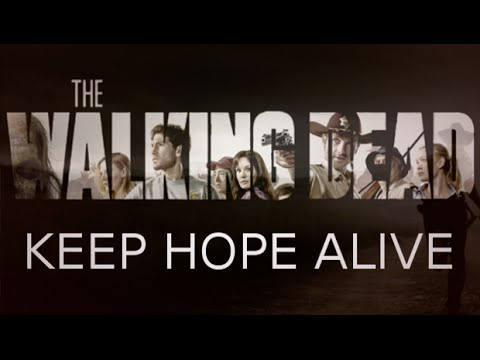 THE
WALKING DEAD
KEEP HOPE ALIVE